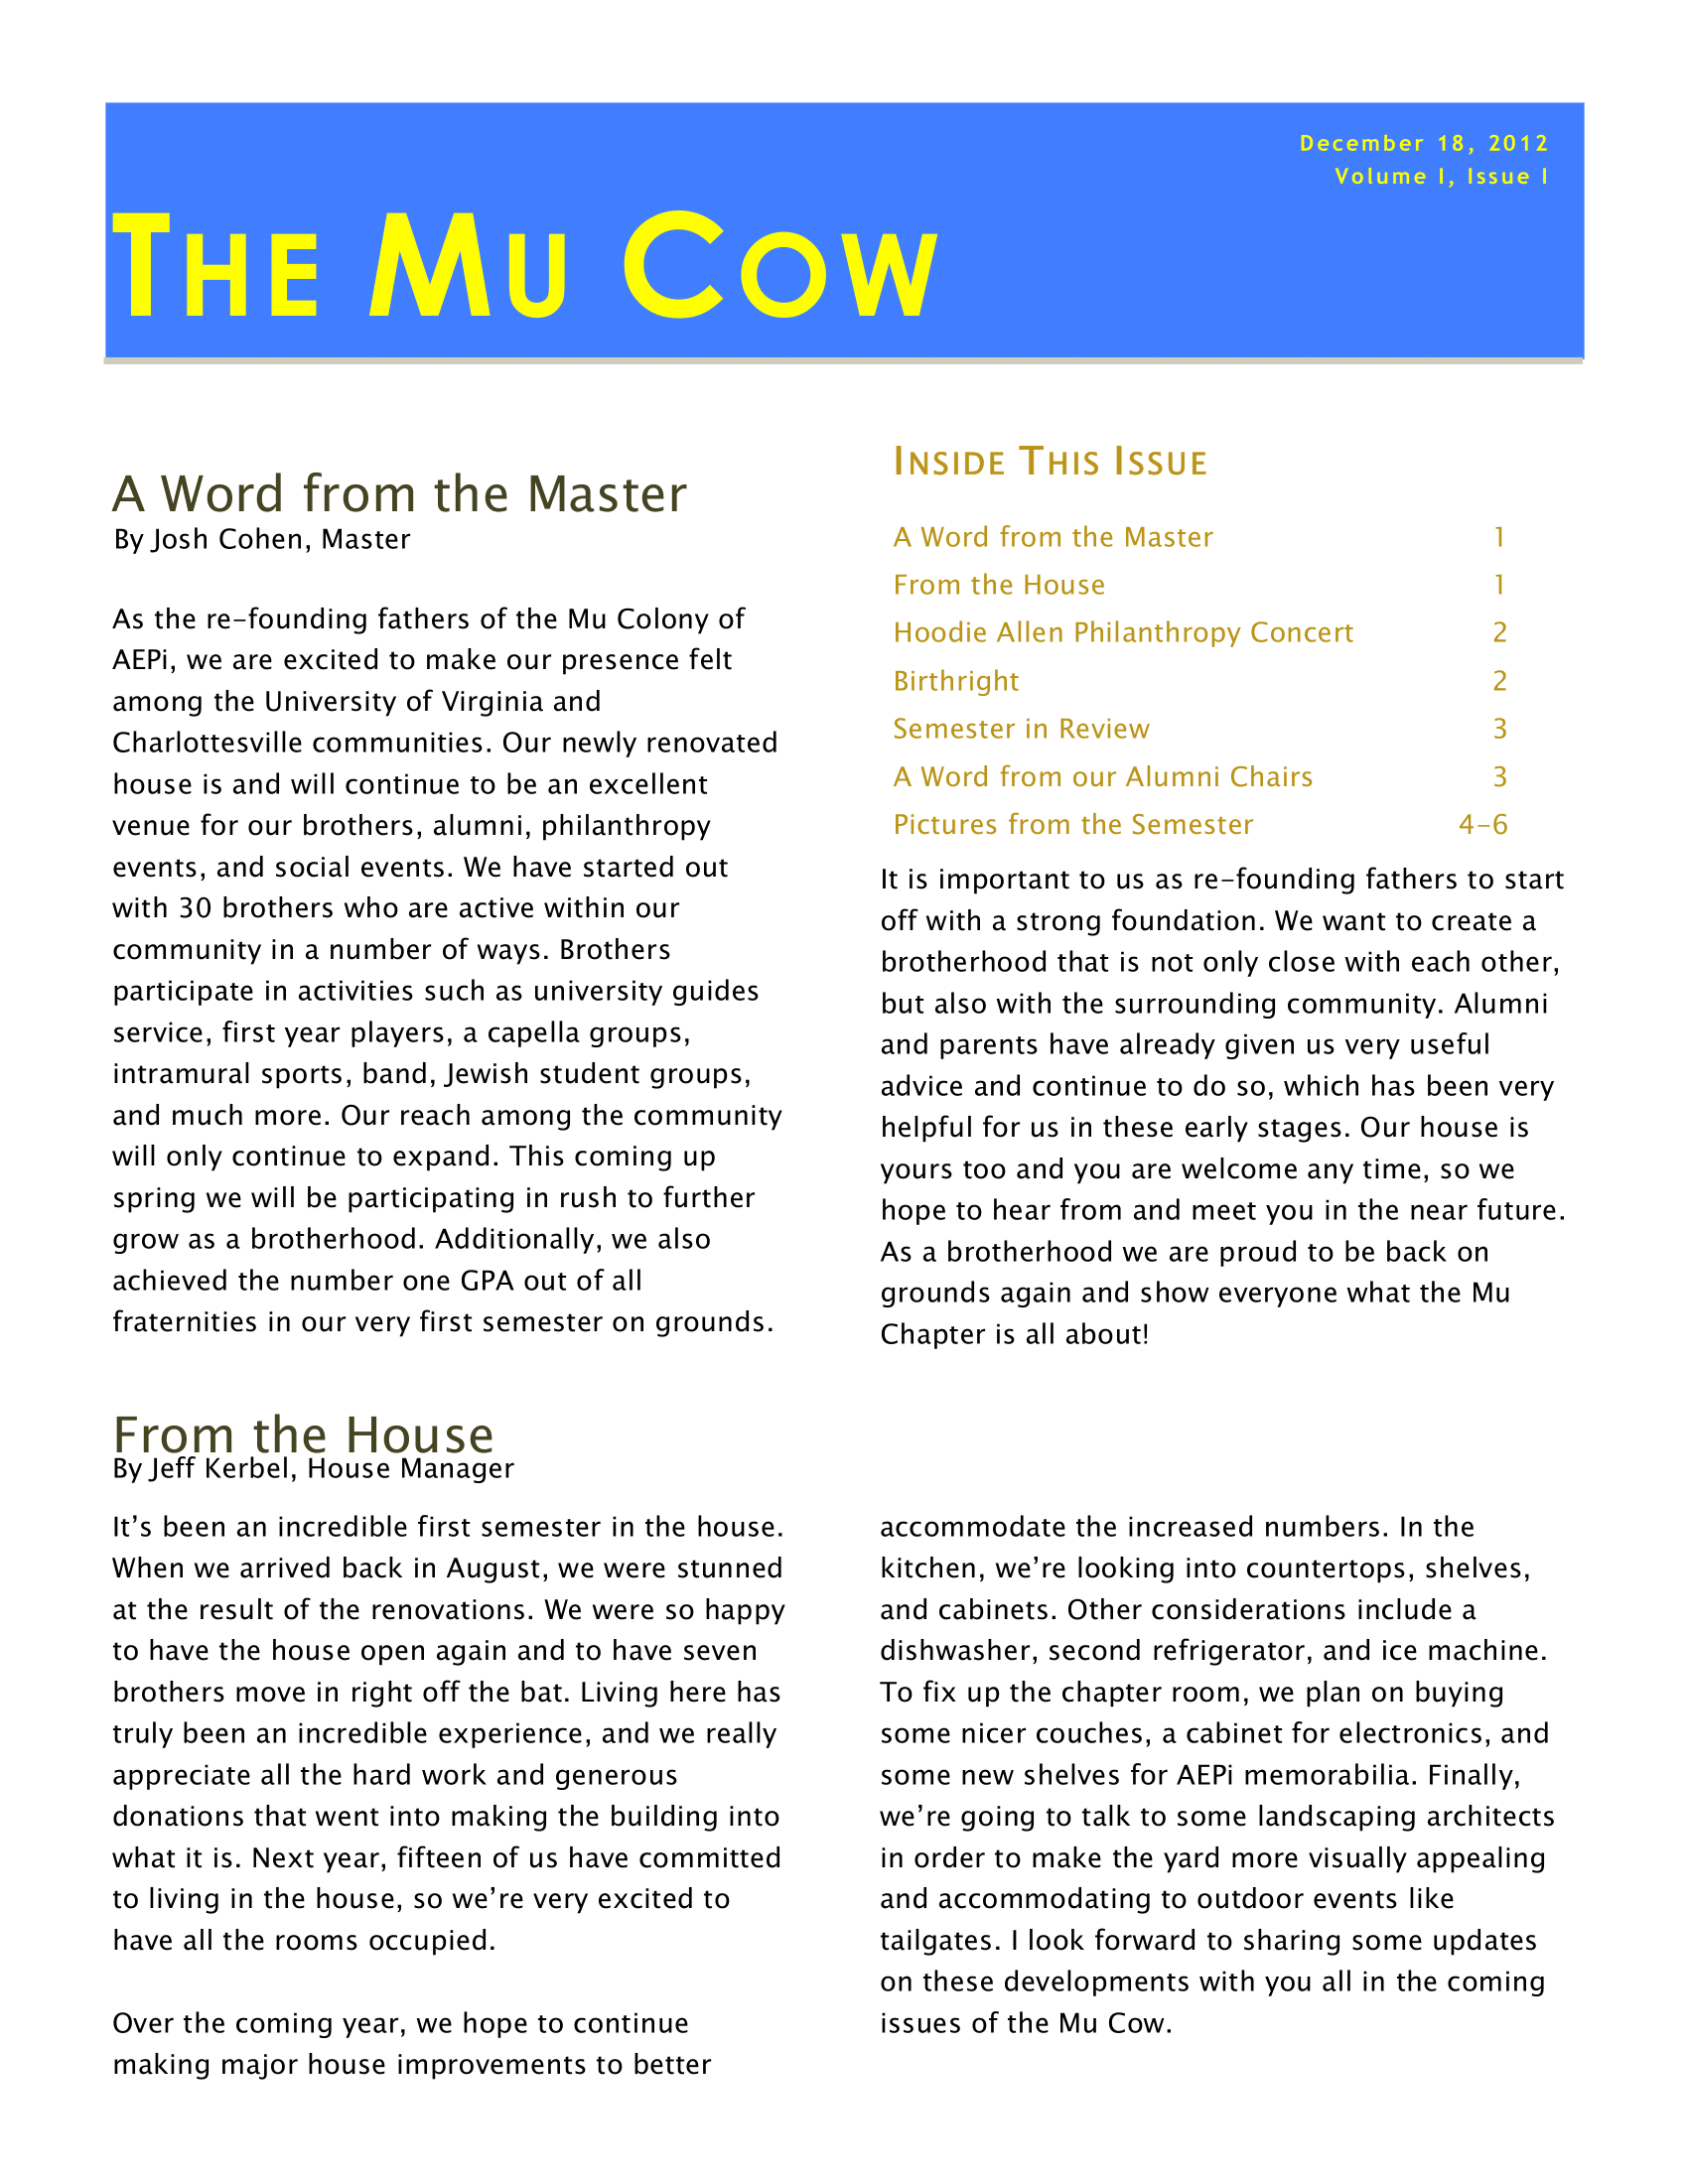 December 18, 2012
Volume I, Issue I
THE MU COW
A Word from the Master
By Josh Cohen, Master
As the re-founding fathers of the Mu Colony of
AEPi, we are excited to make our presence felt
among the University of Virginia and
Charlottesville communities. Our newly renovated
house is and will continue to be an excellent
venue for our brothers, alumni, philanthropy
events, and social events. We have started out
with 30 brothers who are active within our
community in a number of ways. Brothers
participate in activities such as university guides
service, first year players, a capella groups,
intramural sports, band, Jewish student groups,
and much more. Our reach among the community
will only continue to expand. This coming up
spring we will be participating in rush to further
grow as a brotherhood. Additionally, we also
achieved the number one GPA out of all
fraternities in our very first semester on grounds.
INSIDE THIS ISSUE
A Word from the Master 1
From the House 1
Hoodie Allen Philanthropy Concert 2
Birthright 2
Semester in Review 3
A Word from our Alumni Chairs 3
Pictures from the Semester 4-6
It is important to us as re-founding fathers to start
off with a strong foundation. We want to create a
brotherhood that is not only close with each other,
but also with the surrounding community. Alumni
and parents have already given us very useful
advice and continue to do so, which has been very
helpful for us in these early stages. Our house is
yours too and you are welcome any time, so we
hope to hear from and meet you in the near future.
As a brotherhood we are proud to be back on
grounds again and show everyone what the Mu
Chapter is all about!
From the House
By Jeff Kerbel, House Manager
It's been an incredible first semester in the house.
When we arrived back in August, we were stunned
at the result of the renovations. We were so happy
to have the house open again and to have seven
brothers move in right off the bat. Living here has
truly been an incredible experience, and we really
appreciate all the hard work and generous
donations that went into making the building into
what it is. Next year, fifteen of us have committed
to living in the house, so we're very excited to
have all the rooms occupied.
Over the coming year, we hope to continue
making major house improvements to better
accommodate the increased numbers. In the
kitchen, we're looking into countertops, shelves,
and cabinets. Other considerations include a
dishwasher, second refrigerator, and ice machine.
To fix up the chapter room, we plan on buying
some nicer couches, a cabinet for electronics, and
some new shelves for AEPi memorabilia. Finally,
we're going to talk to some landscaping architects
in order to make the yard more visually appealing
and accommodating to outdoor events like
tailgates. I look forward to sharing some updates
on these developments with you all in the coming
issues of the Mu Cow.